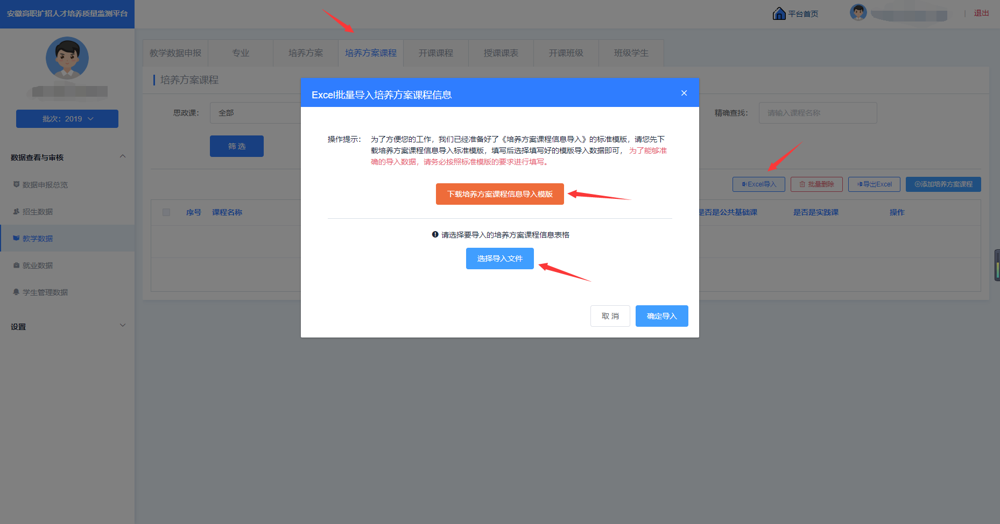 安徽高职扩招人才培养质量监测平台
平台首页
| 退出
批次：2019
数据查看与审核
数据申报总览
招生数据
教学数据
就业数据
学生管理数据
设置
教学数据申报 专业 培养方案 培养方案课程 开课课程 授课课表 开课班级 班级学生
培养方案课程
思政课： 全部
精确查找： 请输入课程名称
筛 选
Excel导入 批量删除 导出Excel 添加培养方案课程
序号 课程名称 是否是公共基础课 是否是实践课 操作
Excel批量导入培养方案课程信息
操作提示： 为了方便您的工作，我们已经准备好了《培养方案课程信息导入》的标准模版，请您先下
载培养方案课程信息导入标准模版，填写后选择填写好的模版导入数据即可， 为了能够准
确的导入数据，请务必按照标准模版的要求进行填写。
下载培养方案课程信息导入模版
请选择要导入的培养方案课程信息表格
选择导入文件
取 消 确定导入